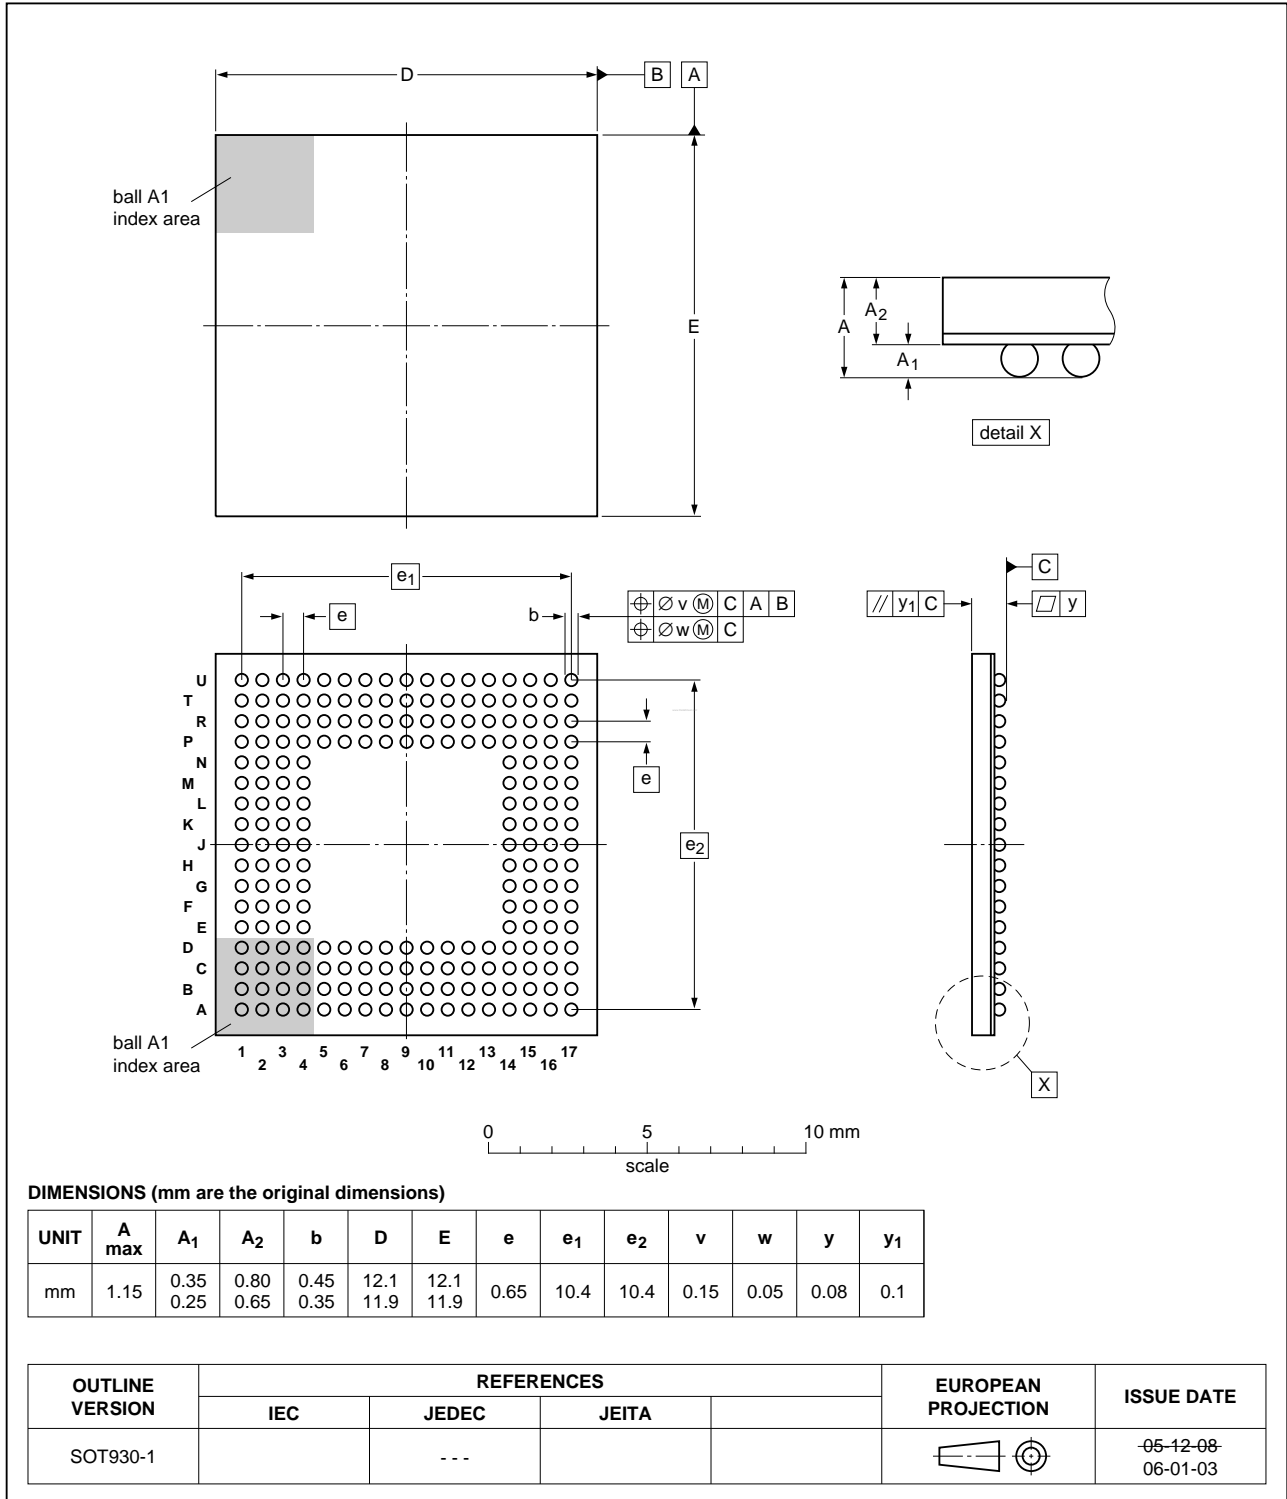 D
B A
ball A1
index area
E
A
A2
A1
detail X
e1
e
b
Ø v M C A B
Ø w M C
C
// y1 C
y
U
T
R
P
N
M
L
K
J
H
G
F
E
D
C
B
A
e
e2
ball A1
index area
1 3 5 7 9 11 13 15 17
2 4 6 8 10 12 14 16
X
0 5 10 mm
scale
DIMENSIONS (mm are the original dimensions)
UNIT A max A1 A2 b D E e e1 e2 v w y y1
mm 1.15 0.35 0.25 0.80 0.65 0.45 0.35 12.1 11.9 12.1 11.9 0.65 10.4 10.4 0.15 0.05 0.08 0.1
OUTLINE VERSION REFERENCES EUROPEAN PROJECTION ISSUE DATE
IEC JEDEC JEITA
SOT930-1 - - - 05-12-08
06-01-03